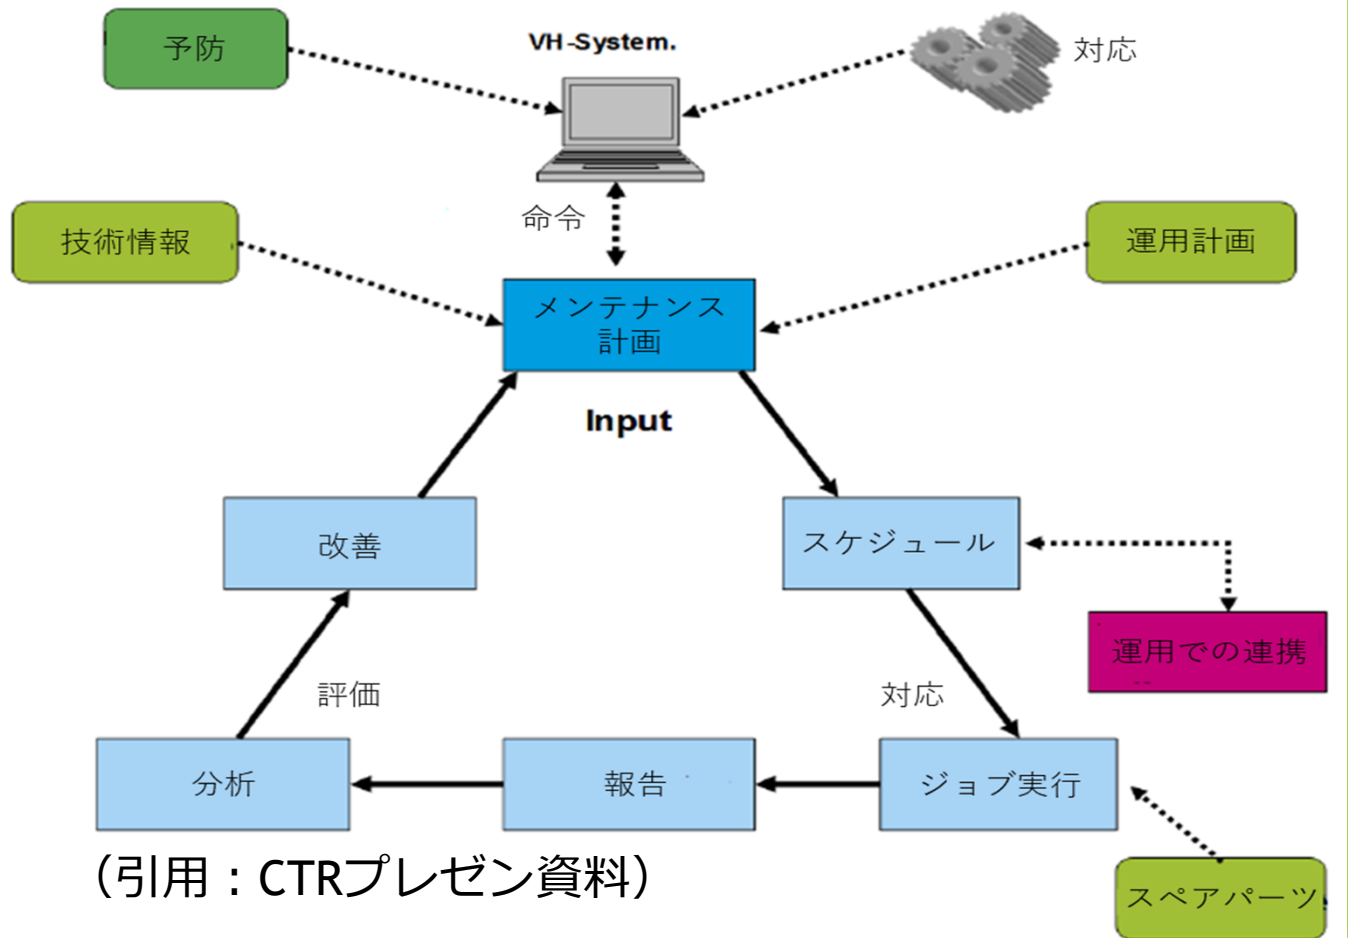 予防
VH-System.
対応
命令
技術情報
運用計画
メンテナンス
計画
Input
改善
スケジュール
運用での連携
評価
対応
分析
報告
ジョブ実行
（引用：CTRプレゼン資料）
スペアパーツ